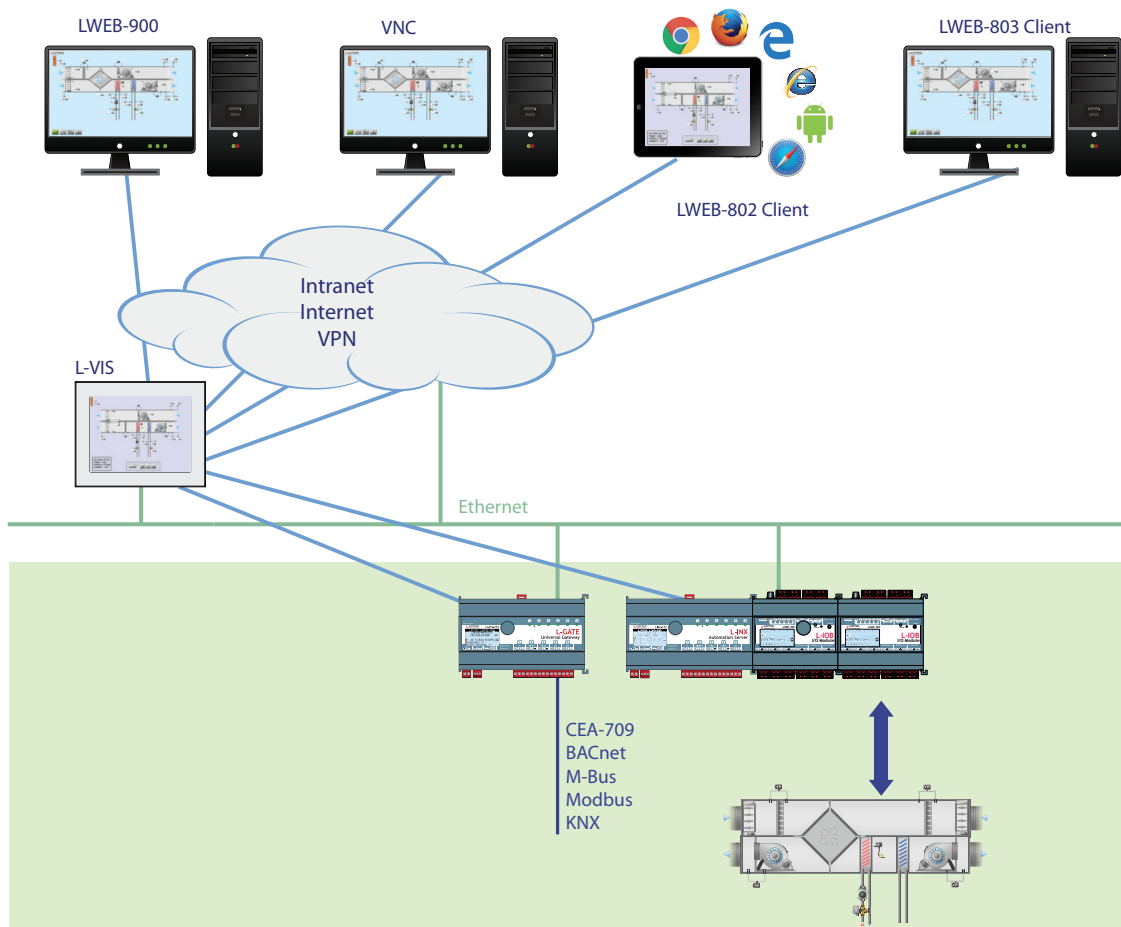 LWEB-900
VNC
LWEB-803 Client
LWEB-802 Client
Intranet
Internet
VPN
L-VIS
Ethernet
L-GATE
Universal Gateway
L-INX
Automation Server
L-IOB
I/O Module
L-IOB
I/O Module
CEA-709
BACnet
M-Bus
Modbus
KNX